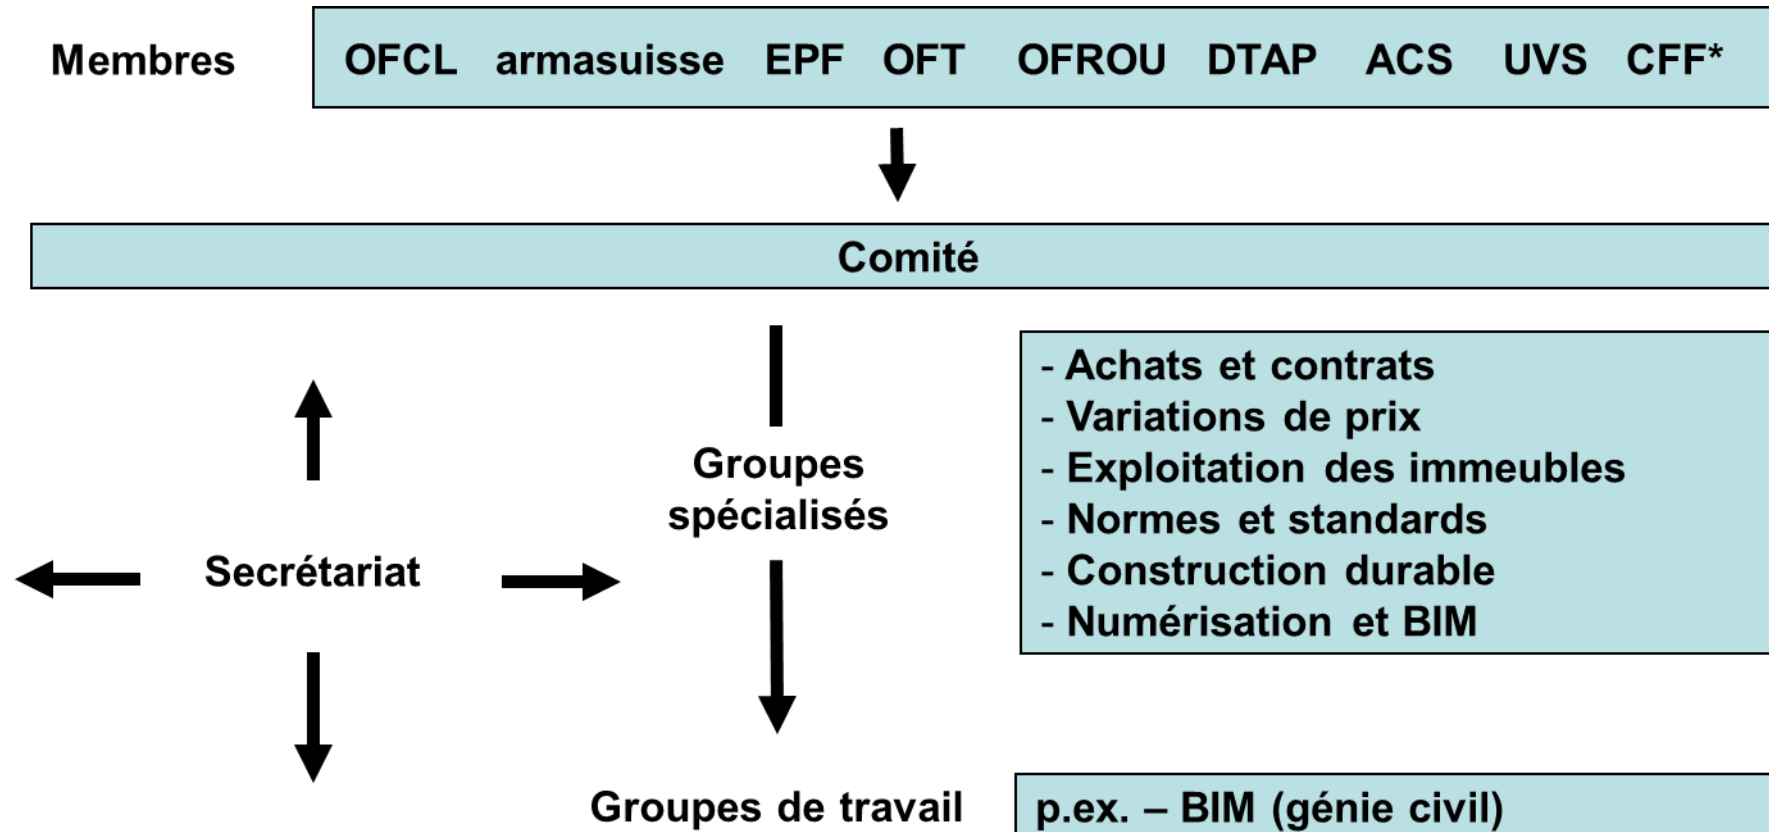 Membres
OFCL armasuisse EPF OFT OFROU DTAP ACS UVS CFF*
Comité
- Achats et contrats
- Variations de prix
- Exploitation des immeubles
- Normes et standards
- Construction durable
- Numérisation et BIM
Groupes
spécialisés
Secrétariat
Groupes de travail
p.ex. – BIM (génie civil)